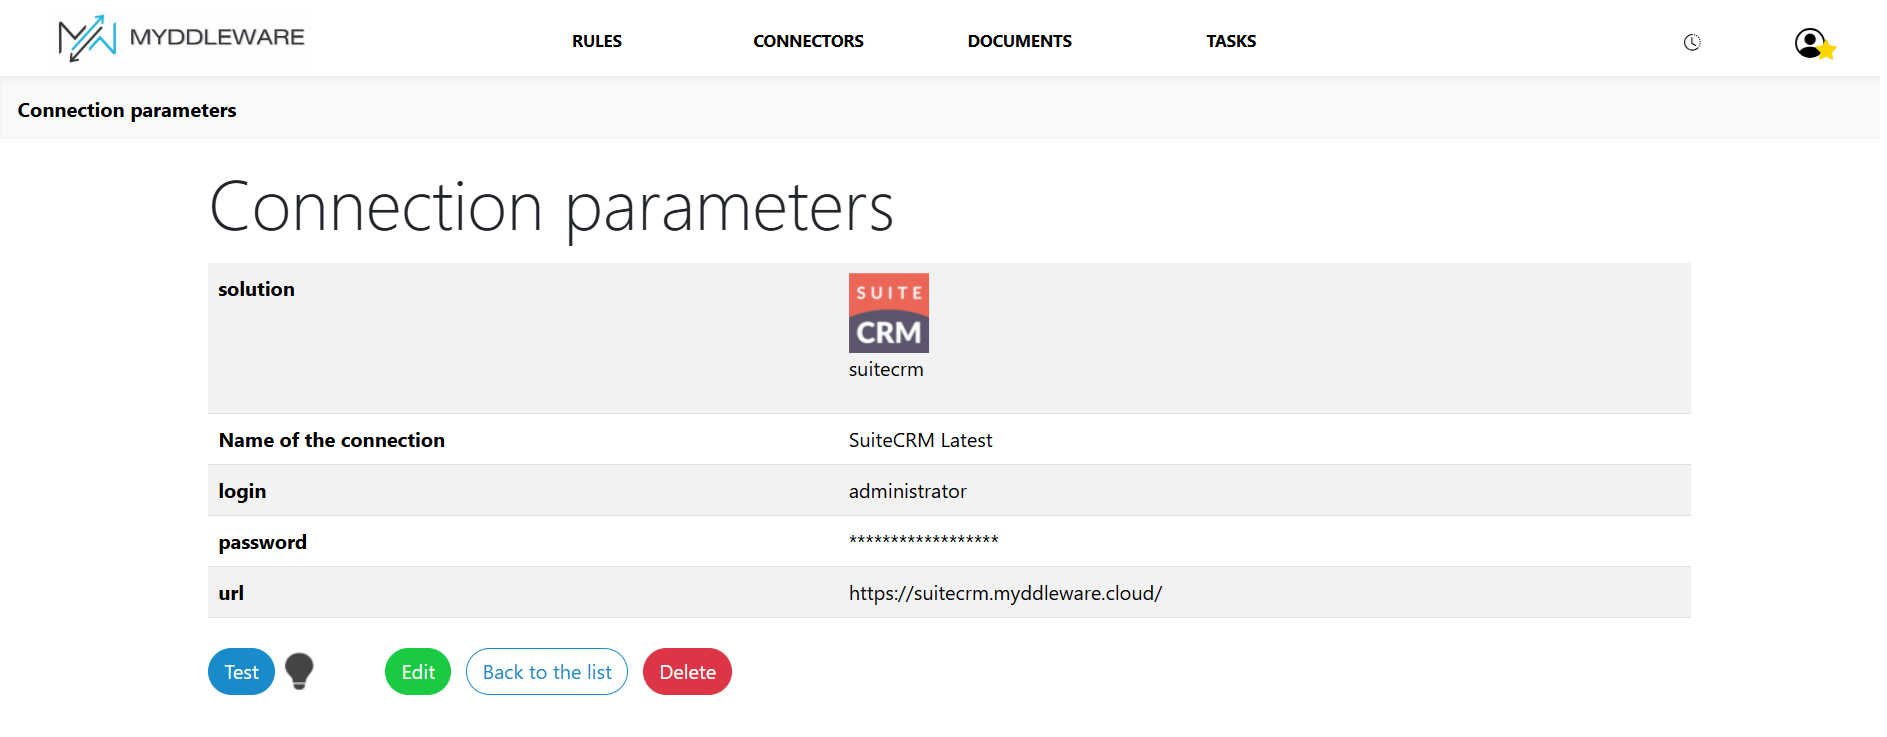 MYDDLEWARE
RULES CONNECTORS DOCUMENTS TASKS
Connection parameters
Connection parameters
solution
SUITE
CRM
suitecrm
Name of the connection SuiteCRM Latest
login administrator
password ******************
url https://suitecrm.myddleware.cloud/
Test Edit Back to the list Delete